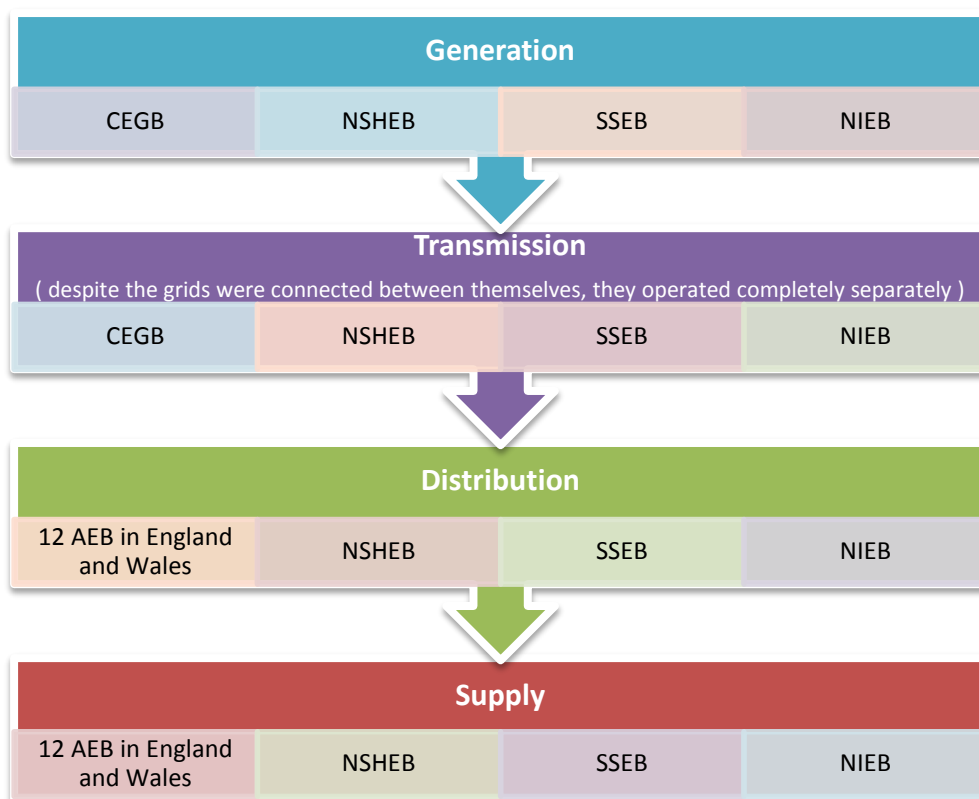 Generation
CEGB NSHEB SSEB NIEB
Transmission
( despite the grids were connected between themselves, they operated completely separately )
CEGB NSHEB SSEB NIEB
Distribution
12 AEB in England
and Wales NSHEB SSEB NIEB
Supply
12 AEB in England
and Wales NSHEB SSEB NIEB